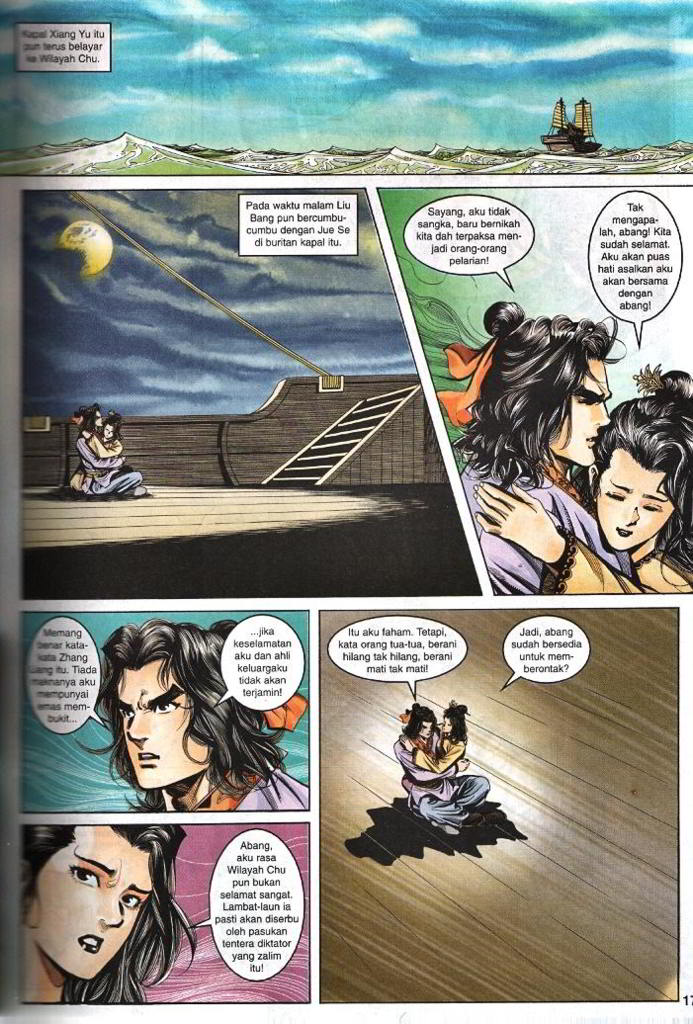 Kapal Xiang Yu itu
pun terus belayar
ke Wilayah Chu.
Pada waktu malam Liu
Bang pun bercumbu-
cumbu dengan Jue Se
di buritan kapal itu.
Sayang, aku tidak
sangka, baru bernikah
kita dah terpaksa men-
jadi orang-orang
pelarian!
Tak
mengapa-
lah, abang! Kita
sudah selamat.
Aku akan puas
hati asalkan aku
akan bersama
dengan
abang!
Memang
benar kata-
kata Zhang
Liang itu. Tiada
maknanya aku
mempunyai
emas mem-
bukit...
...jika
keselamatan
aku dan ahli
keluargaku
tidak akan
terjamin!
Abang,
aku rasa
Wilayah Chu
pun bukan
selamat sangat.
Lambat-laun ia
pasti akan diserbu
oleh pasukan
tentera diktator
yang zalim
itu!
Itu aku faham. Tetapi,
kata orang tua-tua, berani
hilang tak hilang, berani
mati tak mati!
Jadi, abang
sudah bersedia
untuk mem-
berontak?
17